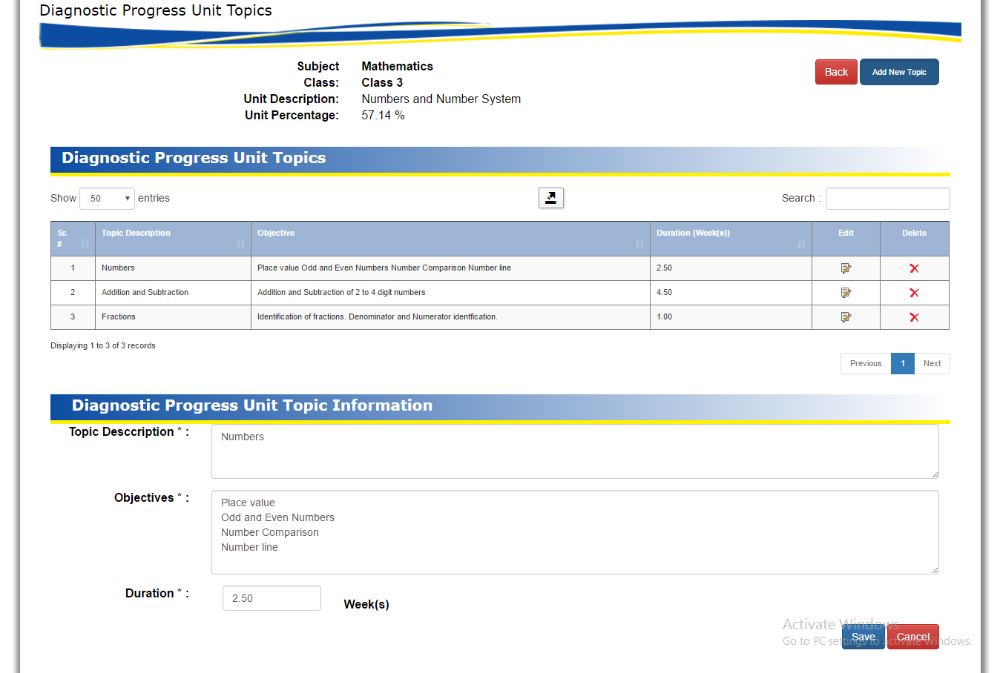 Diagnostic Progress Unit Topics
Subject Mathematics
Back Add New Topic
Class: Class 3
Unit Description: Numbers and Number System
Unit Percentage: 57.14 %
Diagnostic Progress Unit Topics
Show 50 entries Search :
Sr. # Topic Description Objective Duration (Week(s)) Edit Delete
1 Numbers Place value Odd and Even Numbers Number Comparison Number line 2.50
2 Addition and Subtraction Addition and Subtraction of 2 to 4 digit numbers 4.50
3 Fractions Identification of fractions. Denominator and Numerator identfication. 1.00
Displaying 1 to 3 of 3 records
Previous 1 Next
Diagnostic Progress Unit Topic Information
Topic Desccription * : Numbers
Objectives * : Place value
Odd and Even Numbers
Number Comparison
Number line
Duration * : 2.50 Week(s)
Activate Windows
Go to PC settings to activate Windows.
Save Cancel